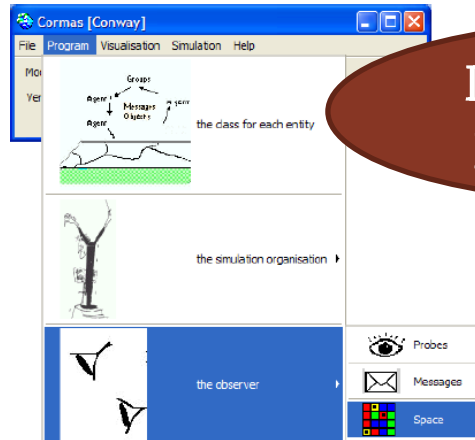 Cormas [Conway]
File Program Visualisation Simulation Help
Groups
Agent
Messages
Objects
Agent
the class for each entity
the simulation organisation
the observer
Probes
Messages
Space